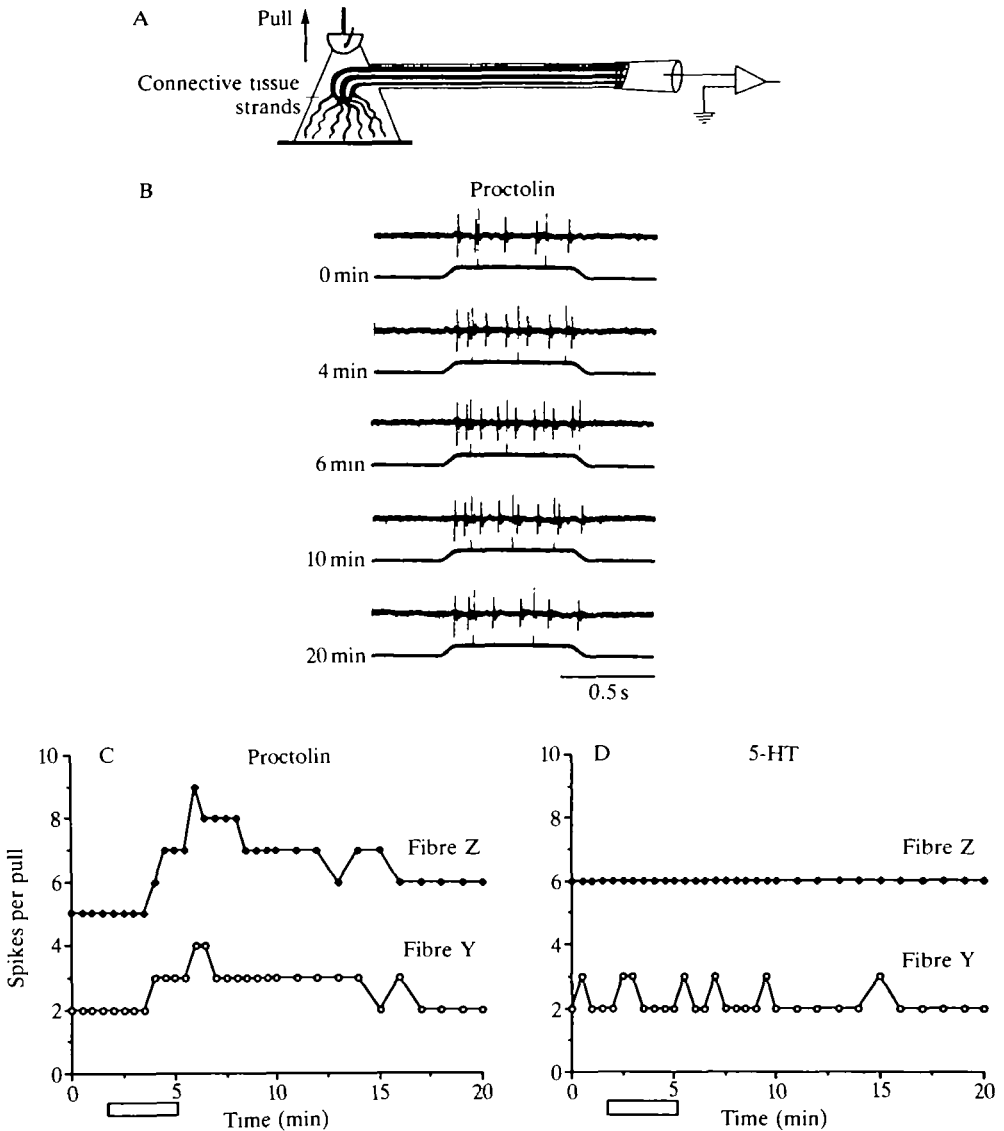 A
Pull
Connective tissue
strands
B
Proctolin
0 min
4 min
6 min
10 min
20 min
0.5 s
C
Proctolin
Spikes per pull
10
8
6
4
2
0
Fibre Z
Fibre Y
0
5
10
15
20
Time (min)
D
5-HT
10
8
6
4
2
0
Fibre Z
Fibre Y
0
5
10
15
20
Time (min)